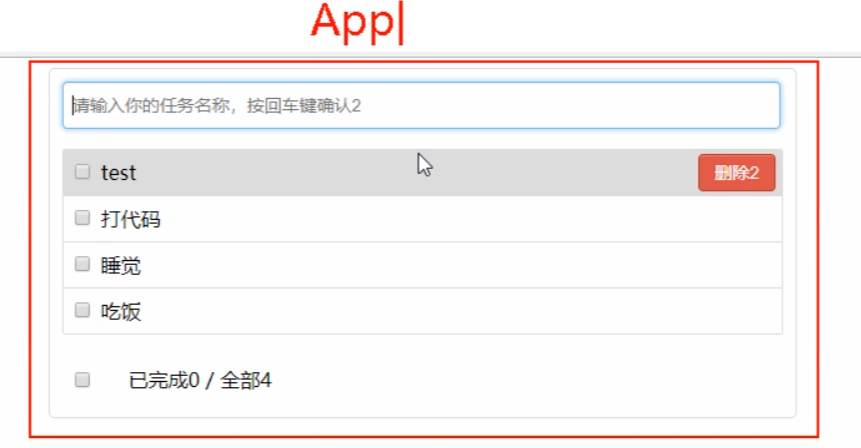 App
请输入你的任务名称，按回车键确认2
test
删除2
打代码
睡觉
吃饭
已完成0 / 全部4